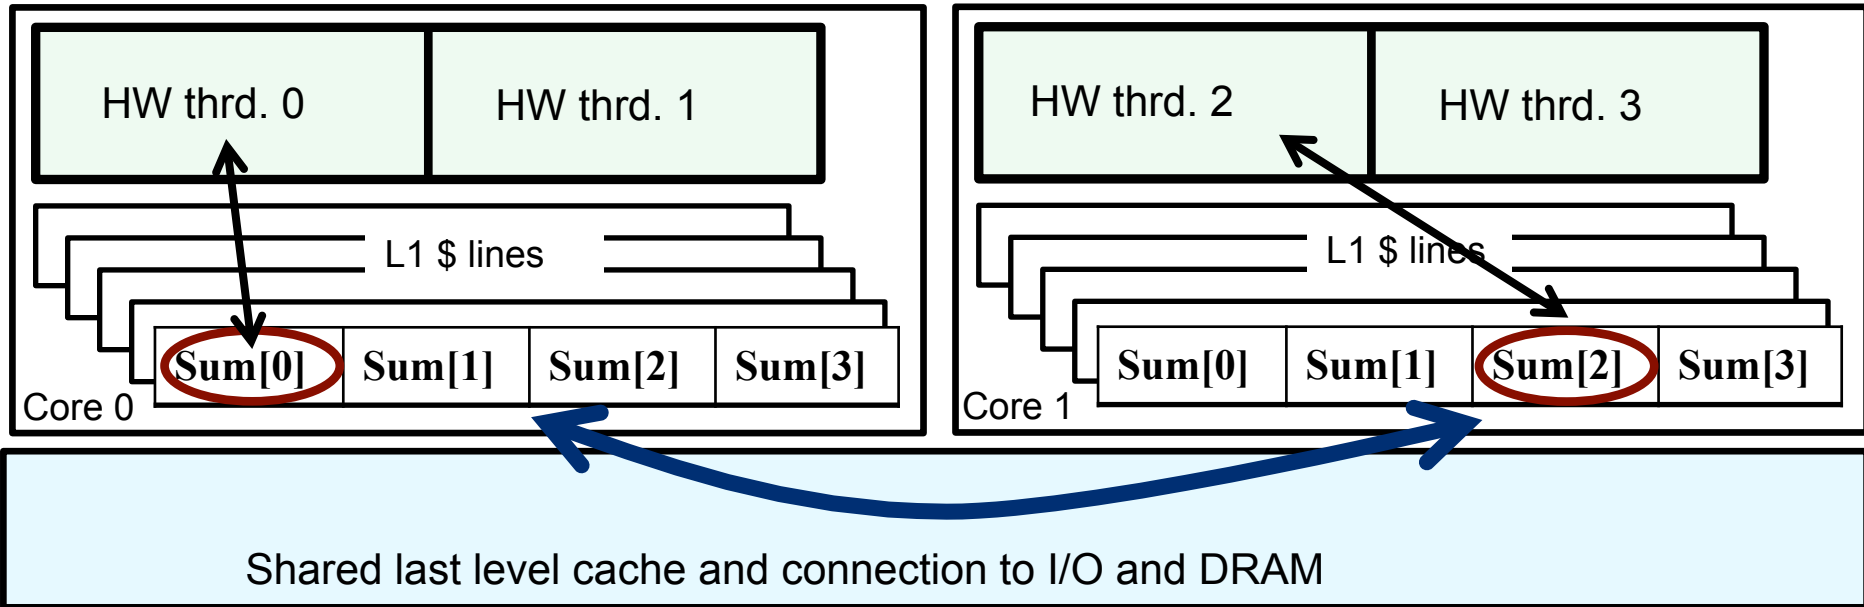 HW thrd. 0
HW thrd. 1
L1 $ lines
Sum[0] Sum[1] Sum[2] Sum[3]
Core 0
HW thrd. 2
HW thrd. 3
L1 $ lines
Sum[0] Sum[1] Sum[2] Sum[3]
Core 1
Shared last level cache and connection to I/O and DRAM